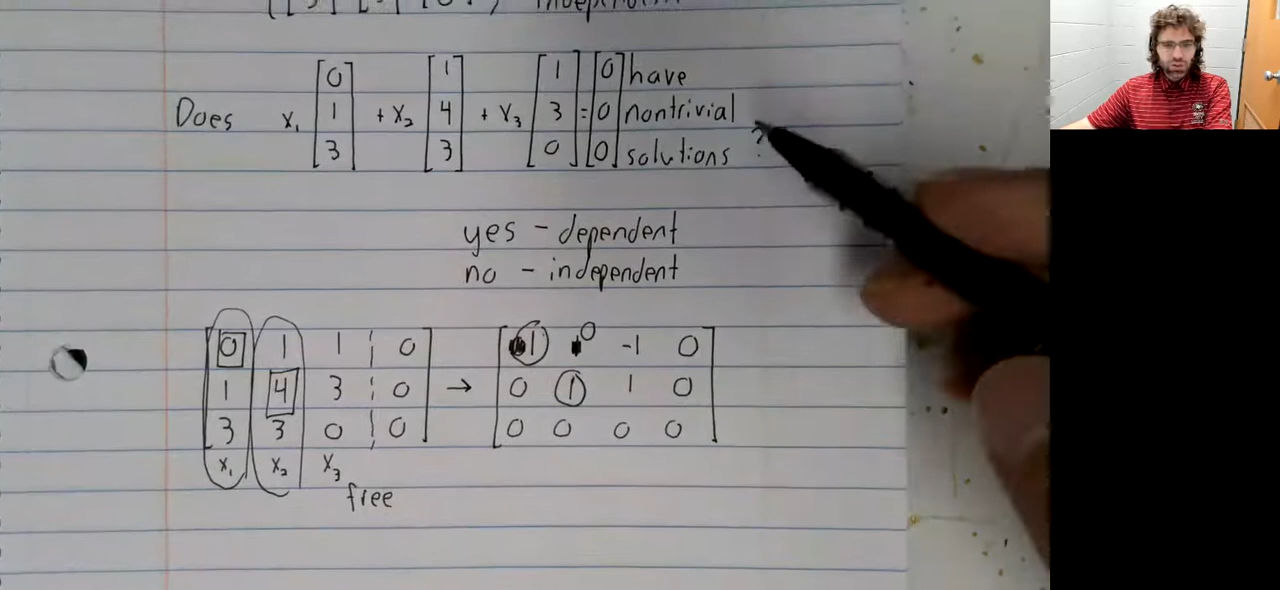 Does x₁ [0 1 3] + x₂ [1 4 3] + x₃ [1 3 0] = [0 0 0] have nontrivial solutions ?
yes - dependent
no - independent
[0 1 1 ¦ 0] → [1 0 -1 0]
[1 4 3 ¦ 0] [0 1 1 0]
[3 3 0 ¦ 0] [0 0 0 0]
x₁ x₂ x₃
free